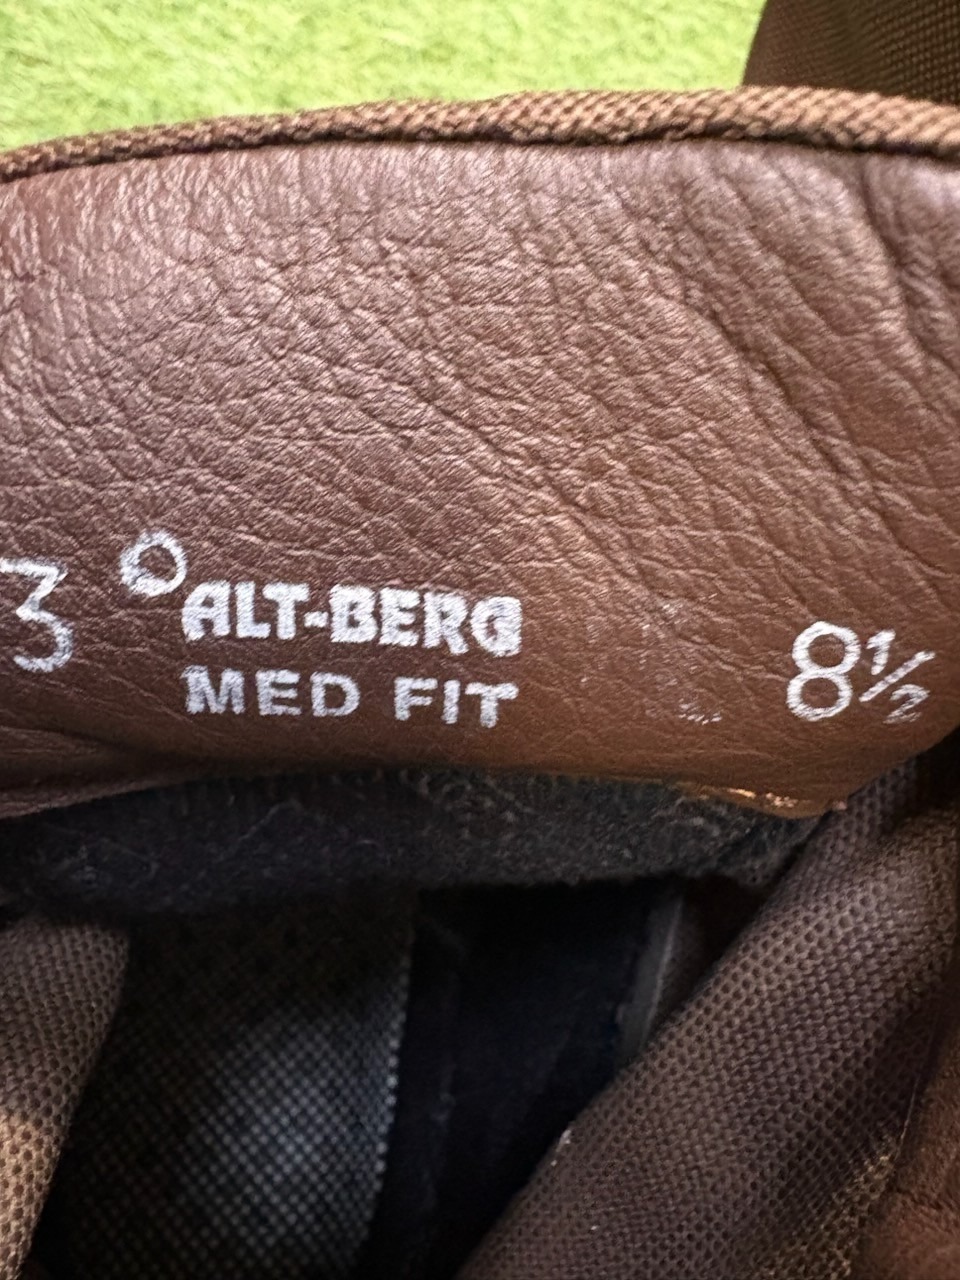 3 ° ALT-BERG 8½
MED FIT